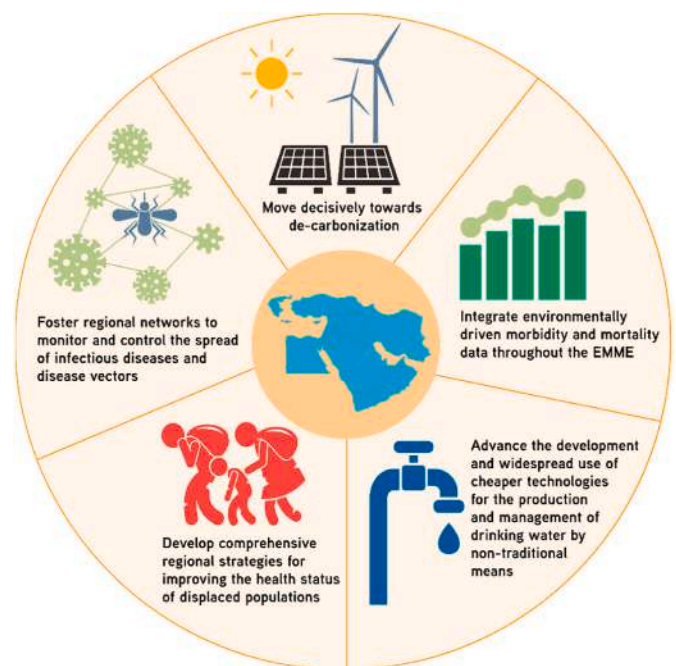 Move decisively towards
de-carbonization
Integrate environmentally
driven morbidity and mortality
data throughout the EMME
Advance the development
and widespread use of
cheaper technologies
for the production
and management of
drinking water by
non-traditional
means
Develop comprehensive
regional strategies for
improving the health status
of displaced populations
Foster regional networks to
monitor and control the spread
of infectious diseases and
disease vectors